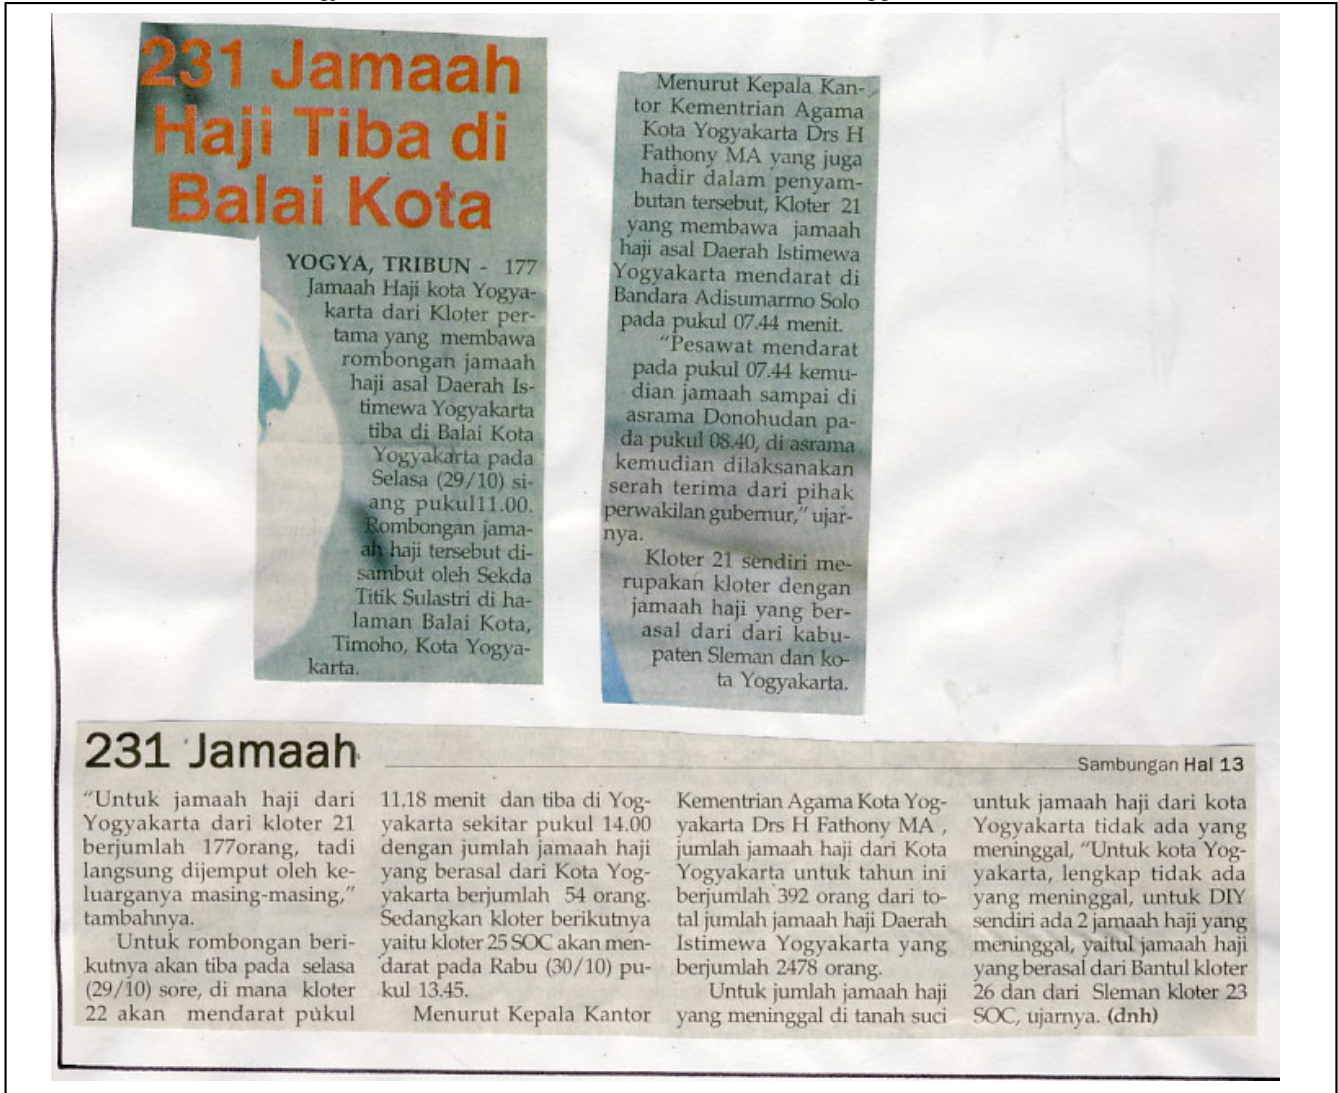 231 Jamaah
Haji Tiba di
Balai Kota
YOGYA, TRIBUN - 177
Jamaah Haji kota Yogya-
karta dari Kloter per-
tama yang membawa
rombongan jamaah
haji asal Daerah Is-
timewa Yogyakarta
tiba di Balai Kota
Yogyakarta pada
Selasa (29/10) si-
ang pukul11.00.
Rombongan jama-
ah haji tersebut di-
sambut oleh Sekda
Titik Sulastri di ha-
laman Balai Kota,
Timoho, Kota Yogya-
karta.
Menurut Kepala Kan-
tor Kementrian Agama
Kota Yogyakarta Drs H
Fathony MA yang juga
hadir dalam penyam-
butan tersebut, Kloter 21
yang membawa jamaah
haji asal Daerah Istimewa
Yogyakarta mendarat di
Bandara Adisumarmo Solo
pada pukul 07.44 menit.
"Pesawat mendarat
pada pukul 07.44 kemu-
dian jamaah sampai di
asrama Donohudan pa-
da pukul 08.40, di asrama
kemudian dilaksanakan
serah terima dari pihak
perwakilan gubernur," ujar-
nya.
Kloter 21 sendiri me-
rupakan kloter dengan
jamaah haji yang ber-
asal dari dari kabu-
paten Sleman dan ko-
ta Yogyakarta.
231 Jamaah
Sambungan Hal 13
"Untuk jamaah haji dari
Yogyakarta dari kloter 21
berjumlah 177orang, tadi
langsung dijemput oleh ke-
luarganya masing-masing,"
tambahnya.
Untuk rombongan beri-
kutnya akan tiba pada selasa
(29/10) sore, di mana kloter
22 akan mendarat pukul
11.18 menit dan tiba di Yog-
yakarta sekitar pukul 14.00
dengan jumlah jamaah haji
yang berasal dari Kota Yog-
yakarta berjumlah 54 orang.
Sedangkan kloter berikutnya
yaitu kloter 25 SOC akan men-
darat pada Rabu (30/10) pu-
kul 13.45.
Menurut Kepala Kantor
Kementrian Agama Kota Yog-
yakarta Drs H Fathony MA ,
jumlah jamaah haji dari Kota
Yogyakarta untuk tahun ini
berjumlah 392 orang dari to-
tal jumlah jamaah haji Daerah
Istimewa Yogyakarta yang
berjumlah 2478 orang.
Untuk jumlah jamaah haji
yang meninggal di tanah suci
untuk jamaah haji dari kota
Yogyakarta tidak ada yang
meninggal, "Untuk kota Yog-
yakarta, lengkap tidak ada
yang meninggal, untuk DIY
sendiri ada 2 jamaah haji yang
meninggal, yaitul jamaah haji
yang berasal dari Bantul kloter
26 dan dari Sleman kloter 23
SOC, ujarnya. (dnh)